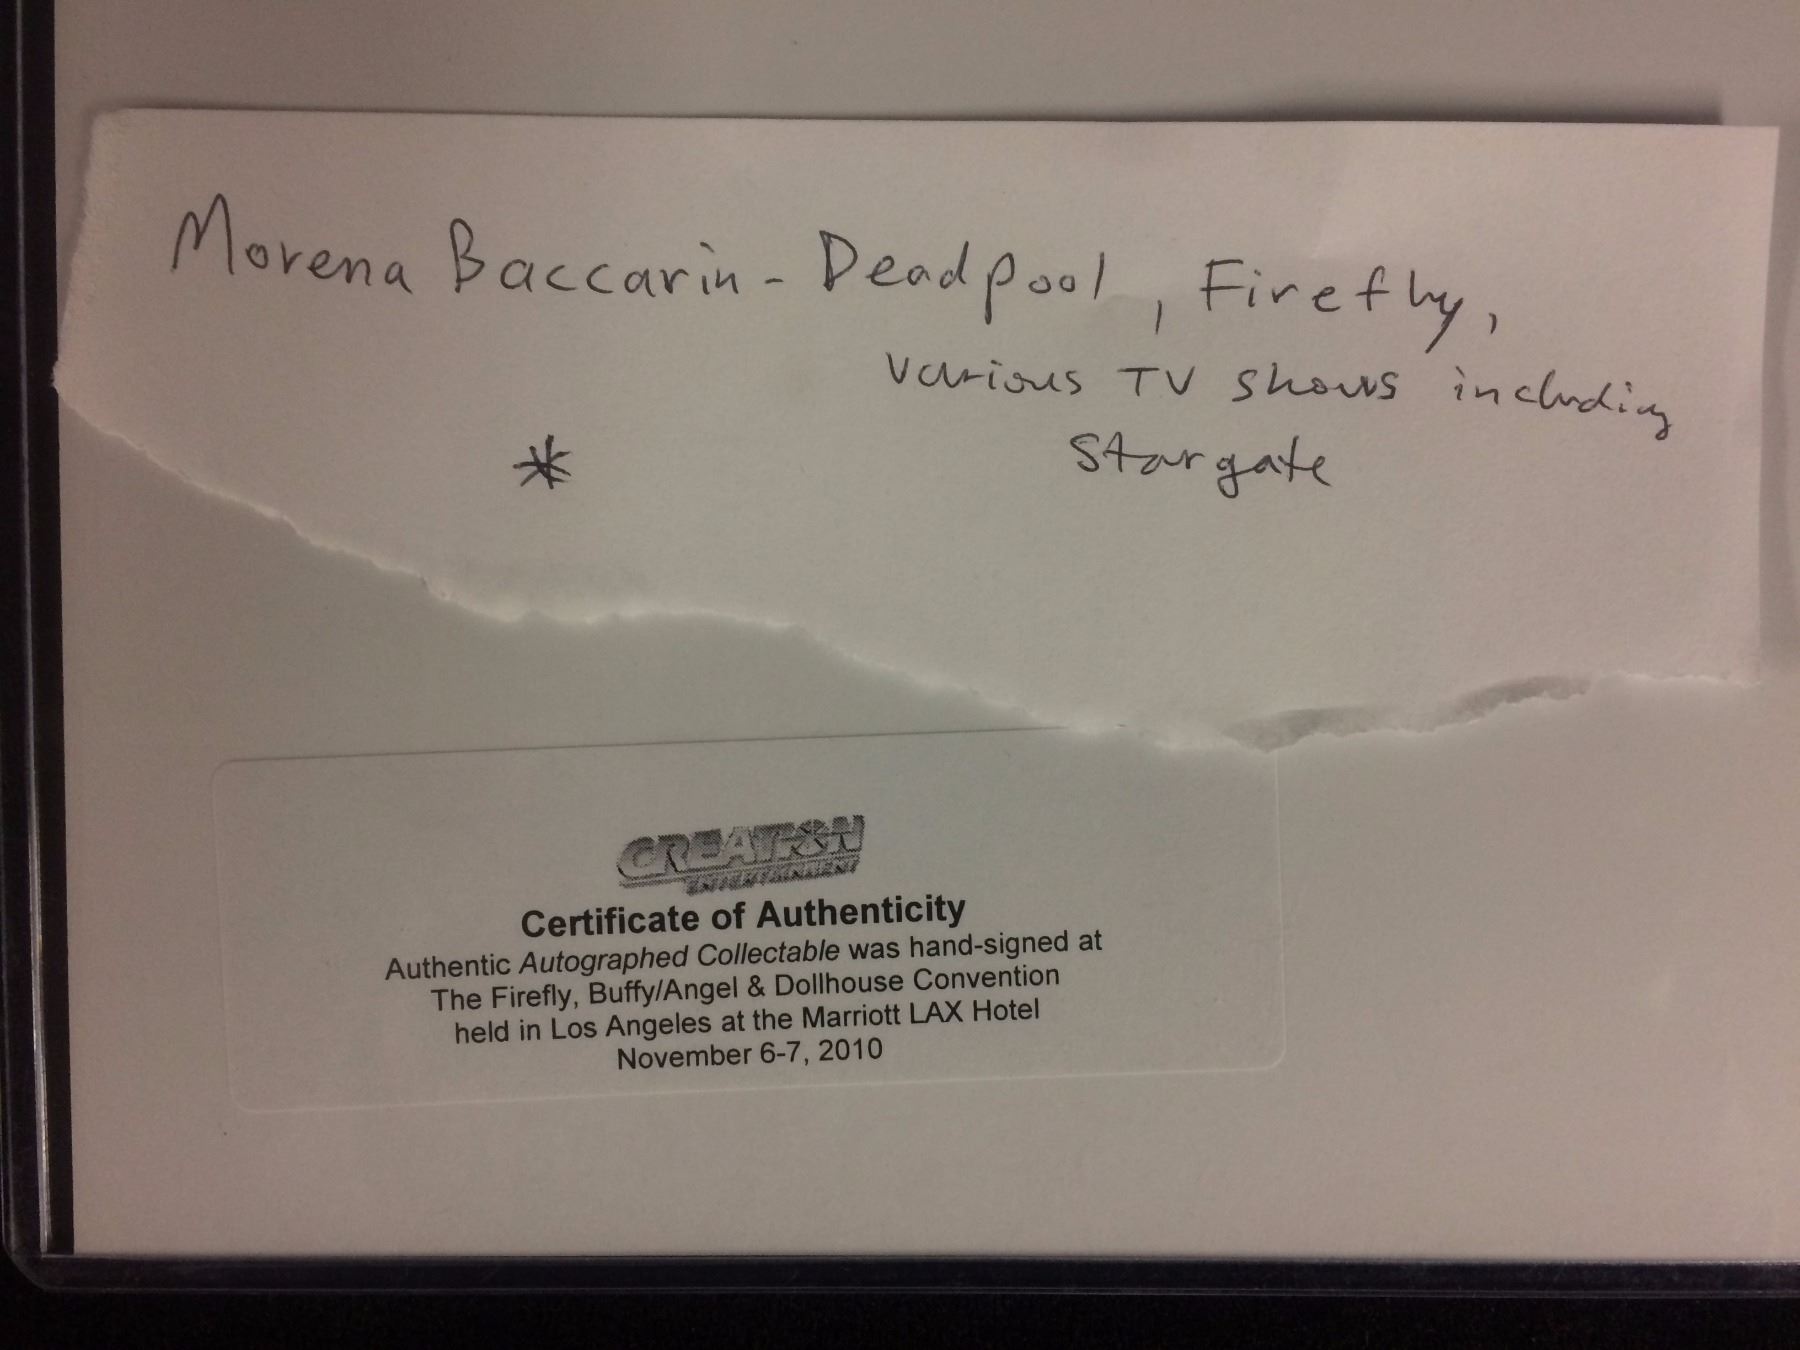 Morena Baccarin - Deadpool, Firefly,
various TV shows including
*
Stargate
CREATION
ENTERTAINMENT
Certificate of Authenticity
Authentic Autographed Collectable was hand-signed at
The Firefly, Buffy/Angel & Dollhouse Convention
held in Los Angeles at the Marriott LAX Hotel
November 6-7, 2010